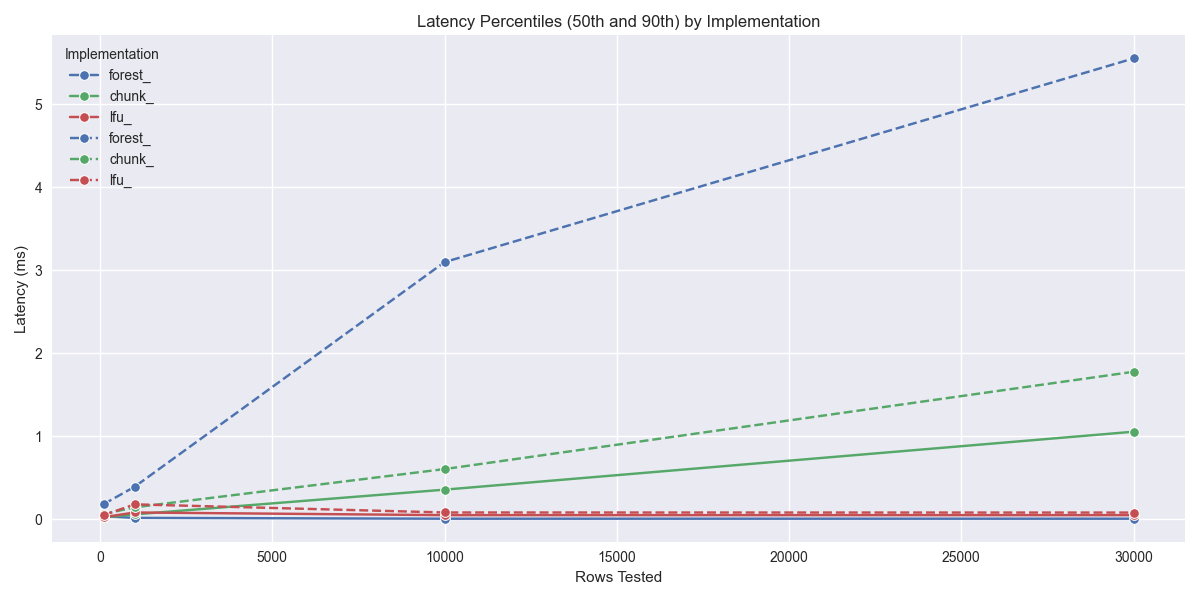 Latency Percentiles (50th and 90th) by Implementation
Implementation
forest_
chunk_
lfu_
forest_
chunk_
lfu_
Latency (ms)
5
4
3
2
1
0
0 5000 10000 15000 20000 25000 30000
Rows Tested